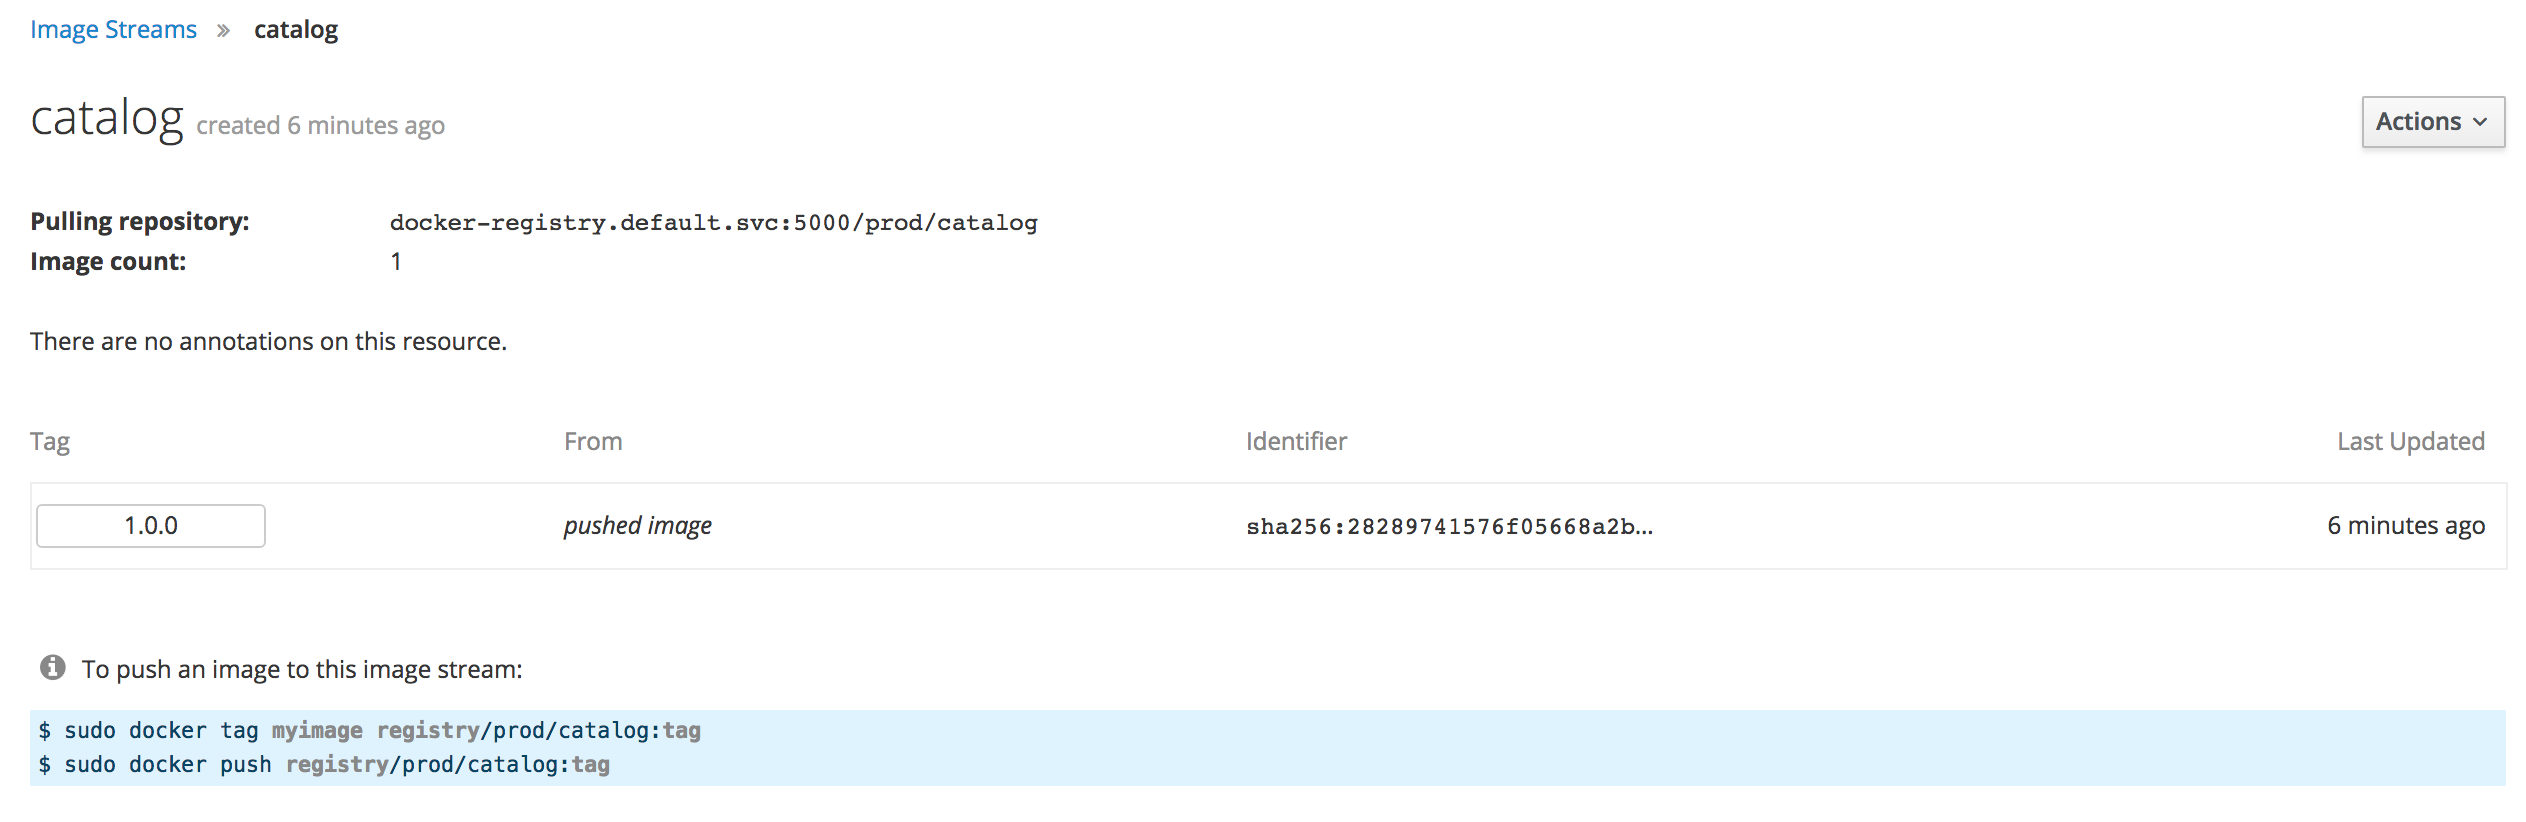 Image Streams » catalog
catalog created 6 minutes ago
Actions
Pulling repository: docker-registry.default.svc:5000/prod/catalog
Image count: 1
There are no annotations on this resource.
Tag From Identifier Last Updated
1.0.0 pushed image sha256:28289741576f05668a2b... 6 minutes ago
To push an image to this image stream:
$ sudo docker tag myimage registry/prod/catalog:tag
$ sudo docker push registry/prod/catalog:tag